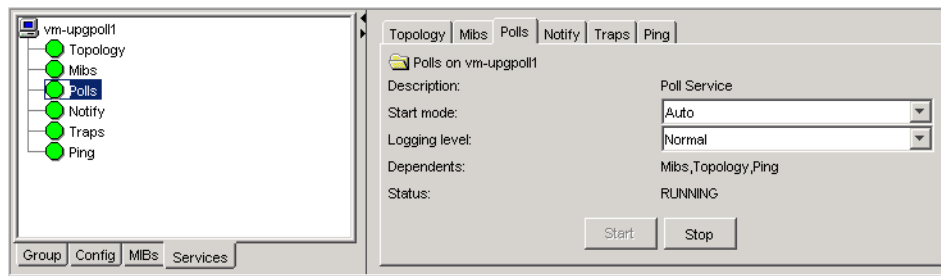 vm-upgpoll1
Topology
Mibs
Polls
Notify
Traps
Ping
Group Config MIBs Services
Topology Mibs Polls Notify Traps Ping
Polls on vm-upgpoll1
Description: Poll Service
Start mode: Auto
Logging level: Normal
Dependents: Mibs,Topology,Ping
Status: RUNNING
Start Stop